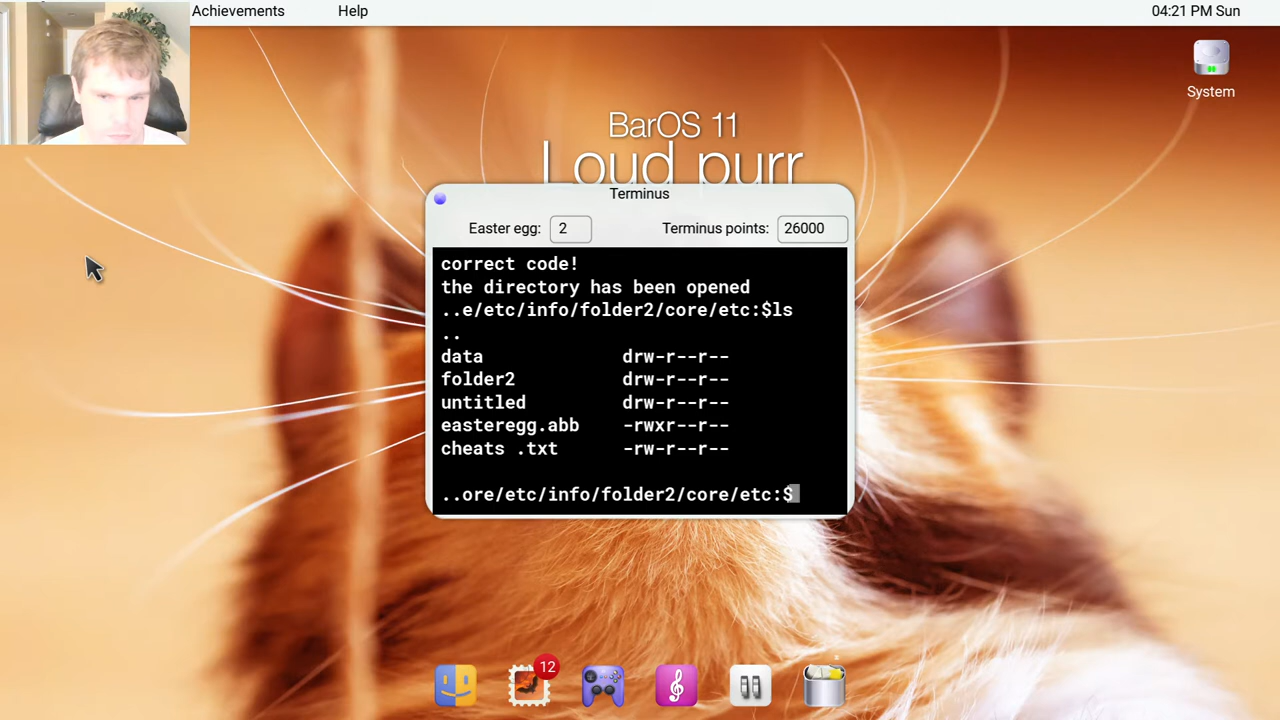 Achievements Help 04:21 PM Sun
System
BarOS 11
Loud purr
Terminus
Easter egg: 2 Terminus points: 26000
correct code!
the directory has been opened
..e/etc/info/folder2/core/etc:$ls
..
data drw-r--r--
folder2 drw-r--r--
untitled drw-r--r--
easteregg.abb -rwxr--r--
cheats .txt -rw-r--r--
..ore/etc/info/folder2/core/etc:$
12